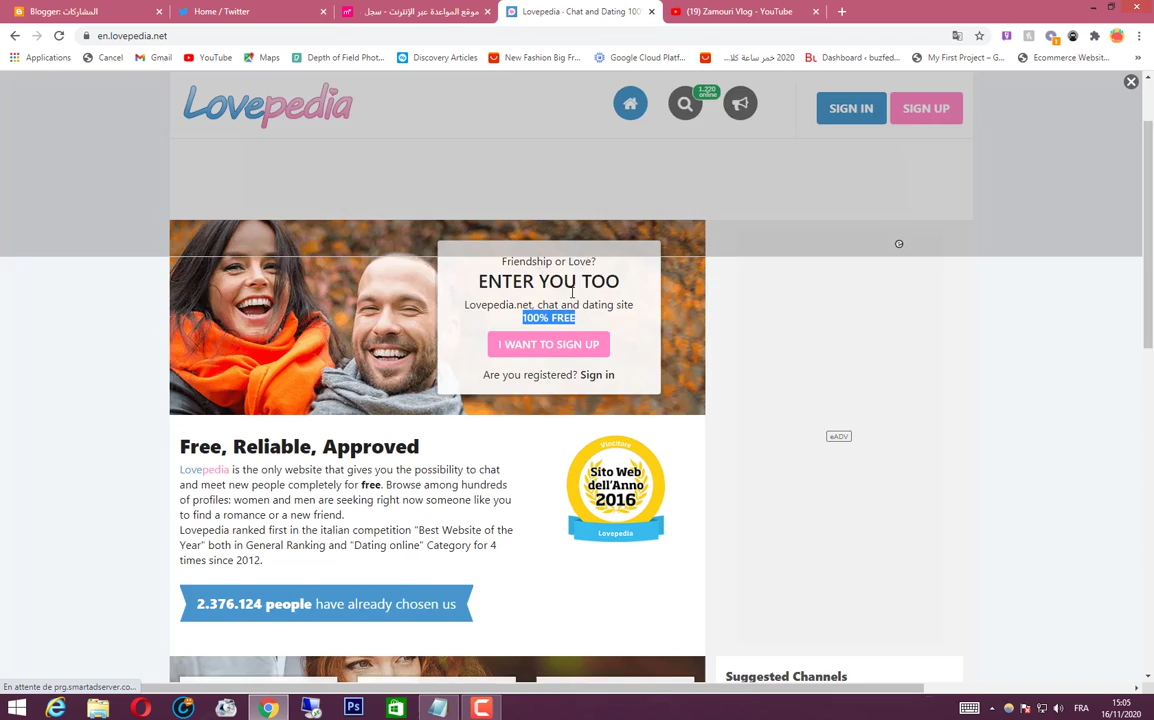 Blogger: المشاركات
Home / Twitter
موقع المواعدة عبر الإنترنت - سجل
Lovepedia - Chat and Dating 100
(19) Zamouri Vlog - YouTube
en.lovepedia.net
Applications
Cancel
Gmail
YouTube
Maps
Depth of Field Phot...
Discovery Articles
New Fashion Big Fr...
Google Cloud Platf...
2020 خمر ساعة كلا...
Dashboard ‹ buzfed...
My First Project – G...
Ecommerce Websit...
»
Lovepedia
1.220
online
SIGN IN
SIGN UP
Friendship or Love?
ENTER YOU TOO
Lovepedia.net, chat and dating site
100% FREE
I WANT TO SIGN UP
Are you registered? Sign in
Free, Reliable, Approved
Lovepedia is the only website that gives you the possibility to chat
and meet new people completely for free. Browse among hundreds
of profiles: women and men are seeking right now someone like you
to find a romance or a new friend.
Lovepedia ranked first in the italian competition "Best Website of the
Year" both in General Ranking and "Dating online" Category for 4
times since 2012.
Vincitore
Sito Web
dell'Anno
2016
Lovepedia
eADV
2.376.124 people have already chosen us
Suggested Channels
En attente de prg.smartadserver.co...
Ps
FRA
15:05
16/11/2020